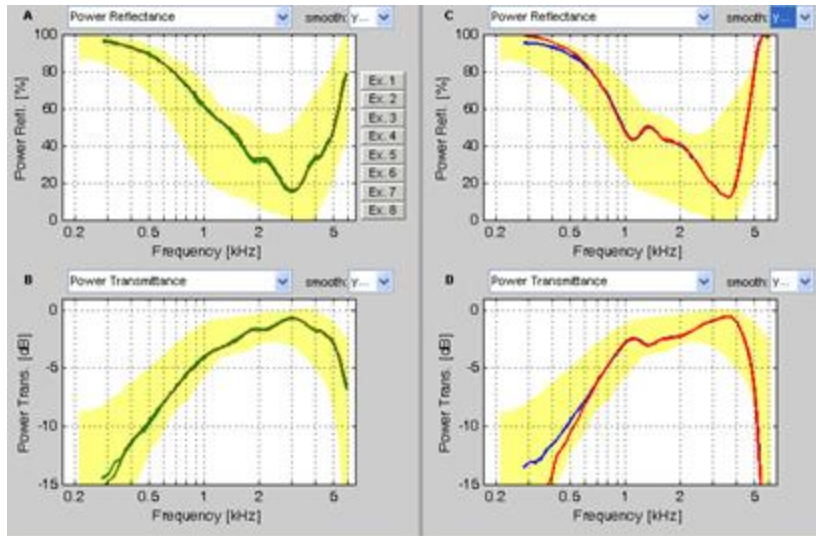 A Power Reflectance smooth: y...
100
80
60
40
20
0
Power Refl. [%]
0.2 0.5 1 2 5
Frequency [kHz]
Ex. 1
Ex. 2
Ex. 3
Ex. 4
Ex. 5
Ex. 6
Ex. 7
Ex. 8
B Power Transmittance smooth: y...
0
-5
-10
-15
Power Trans. [dB]
0.2 0.5 1 2 5
Frequency [kHz]
C Power Reflectance smooth: y...
100
80
60
40
20
0
Power Refl. [%]
0.2 0.5 1 2 5
Frequency [kHz]
D Power Transmittance smooth: y...
0
-5
-10
-15
Power Trans. [dB]
0.2 0.5 1 2 5
Frequency [kHz]